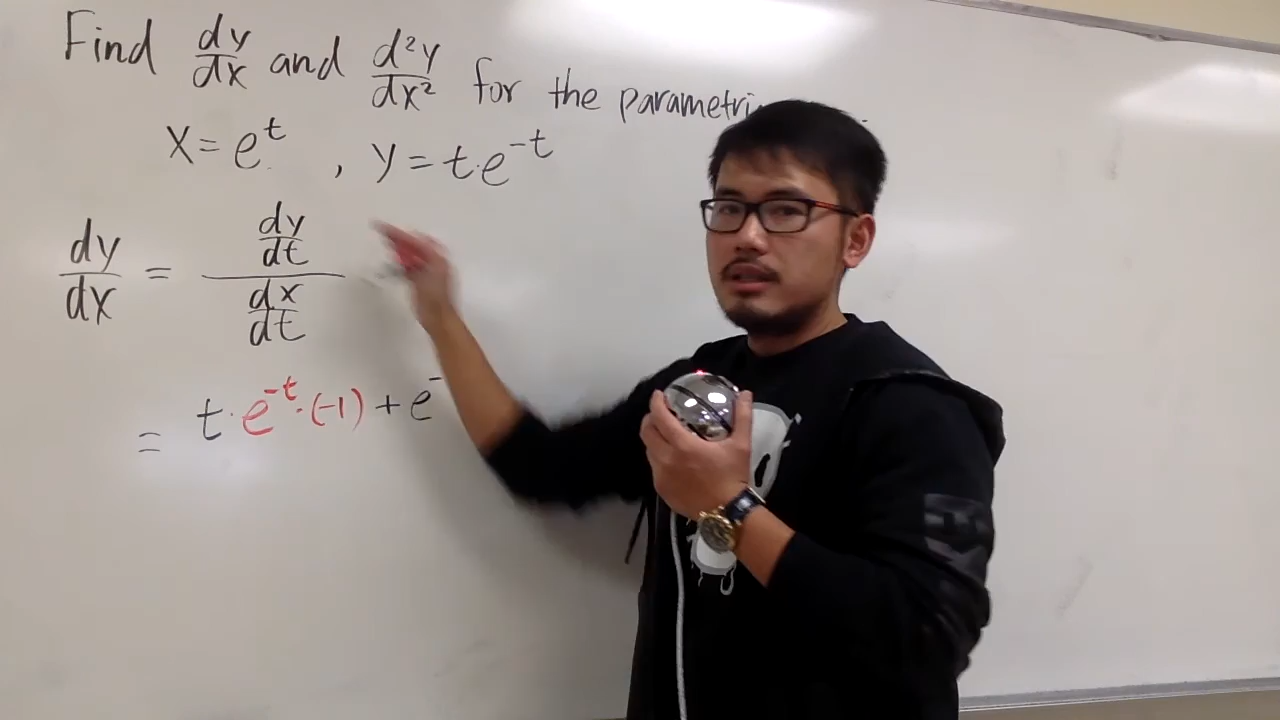 Find dy/dx and d²y/dx² for the parametri
x = e^t , y = t·e^-t
dy/dx = (dy/dt)/(dx/dt)
= t·e^-t·(-1) + e^-